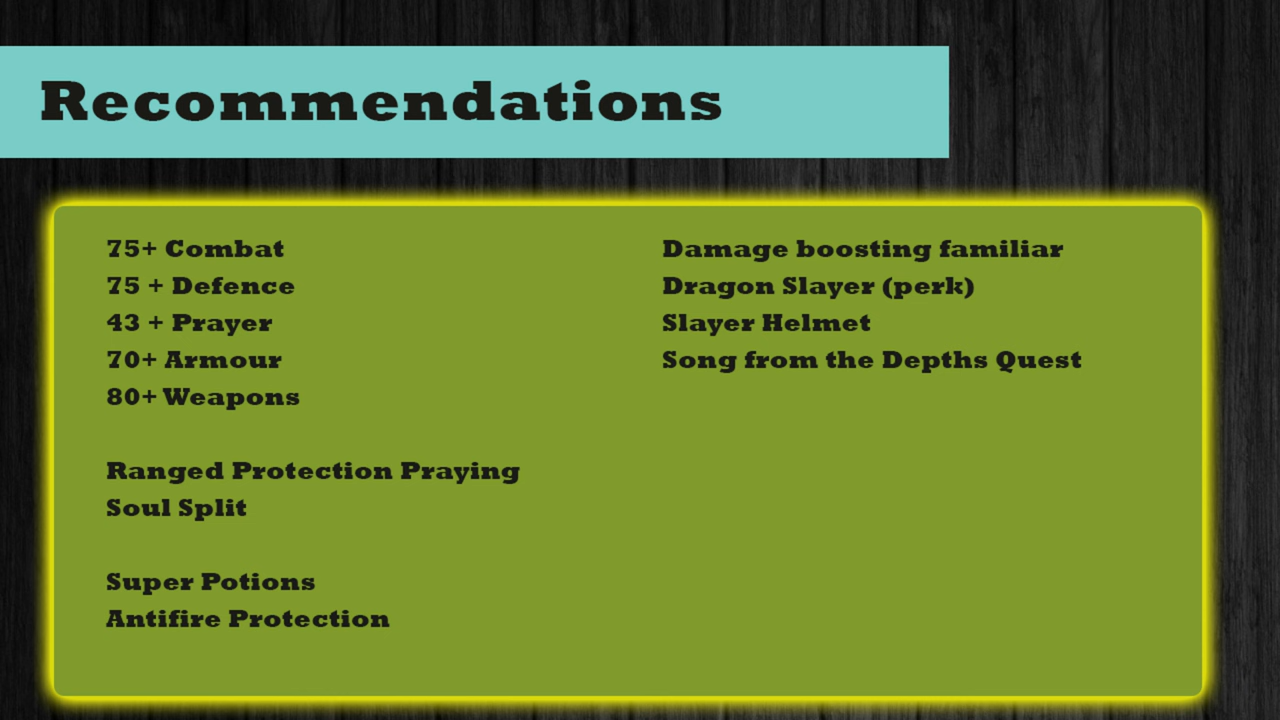 Recommendations
75+ Combat
75 + Defence
43 + Prayer
70+ Armour
80+ Weapons
Ranged Protection Praying
Soul Split
Super Potions
Antifire Protection
Damage boosting familiar
Dragon Slayer (perk)
Slayer Helmet
Song from the Depths Quest